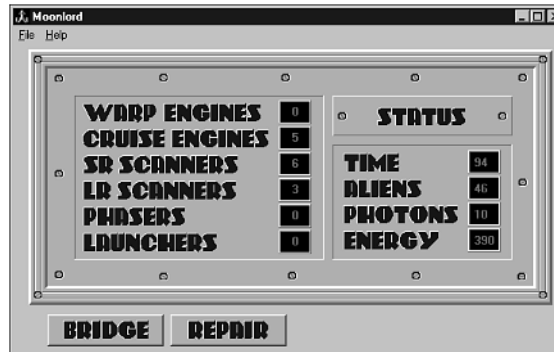 Moonlord
File Help
WARP ENGINES 0
CRUISE ENGINES 5
SR SCANNERS 6
LR SCANNERS 3
PHASERS 0
LAUNCHERS 0
STATUS
TIME 94
ALIENS 46
PHOTONS 10
ENERGY 390
BRIDGE REPAIR